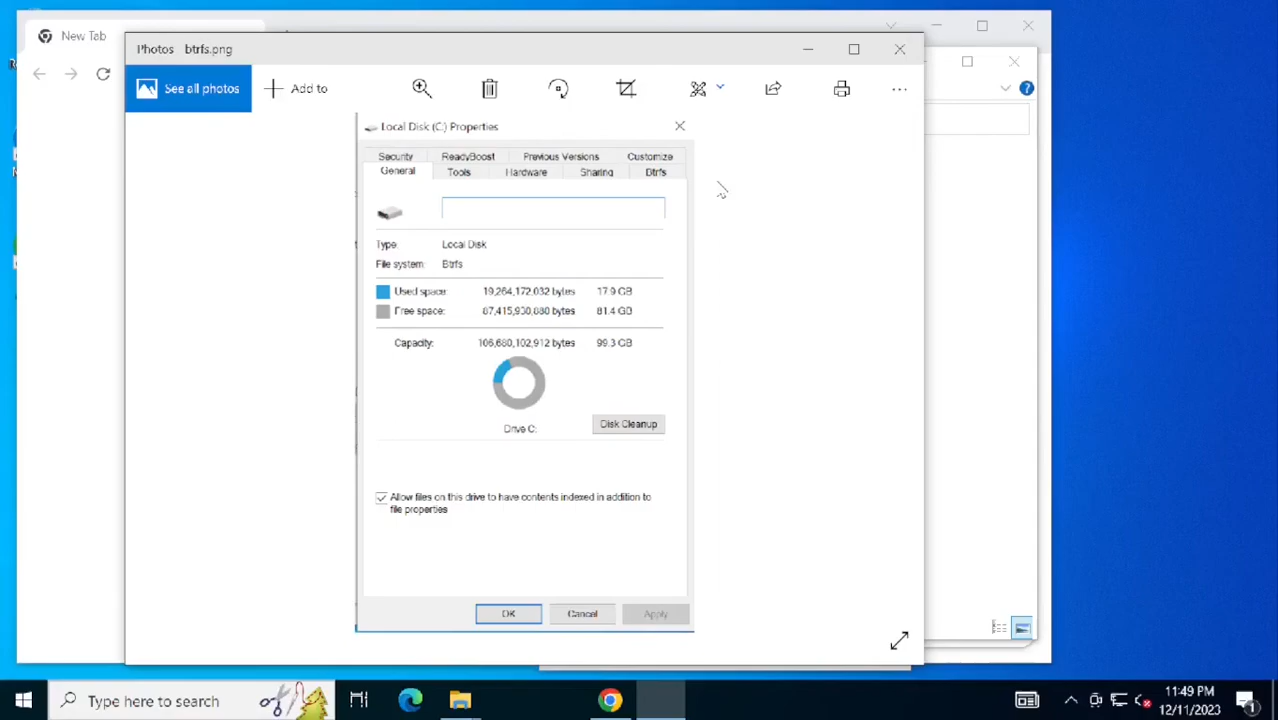 New Tab
Photos btrfs.png
See all photos
Add to
Local Disk (C:) Properties
Security ReadyBoost Previous Versions Customize
General Tools Hardware Sharing Btrfs
Type: Local Disk
File system: Btrfs
Used space: 19,264,172,032 bytes 17.9 GB
Free space: 87,415,930,880 bytes 81.4 GB
Capacity: 106,680,102,912 bytes 99.3 GB
Drive C:
Disk Cleanup
Allow files on this drive to have contents indexed in addition to
file properties
OK Cancel Apply
Type here to search
11:49 PM
12/11/2023
1